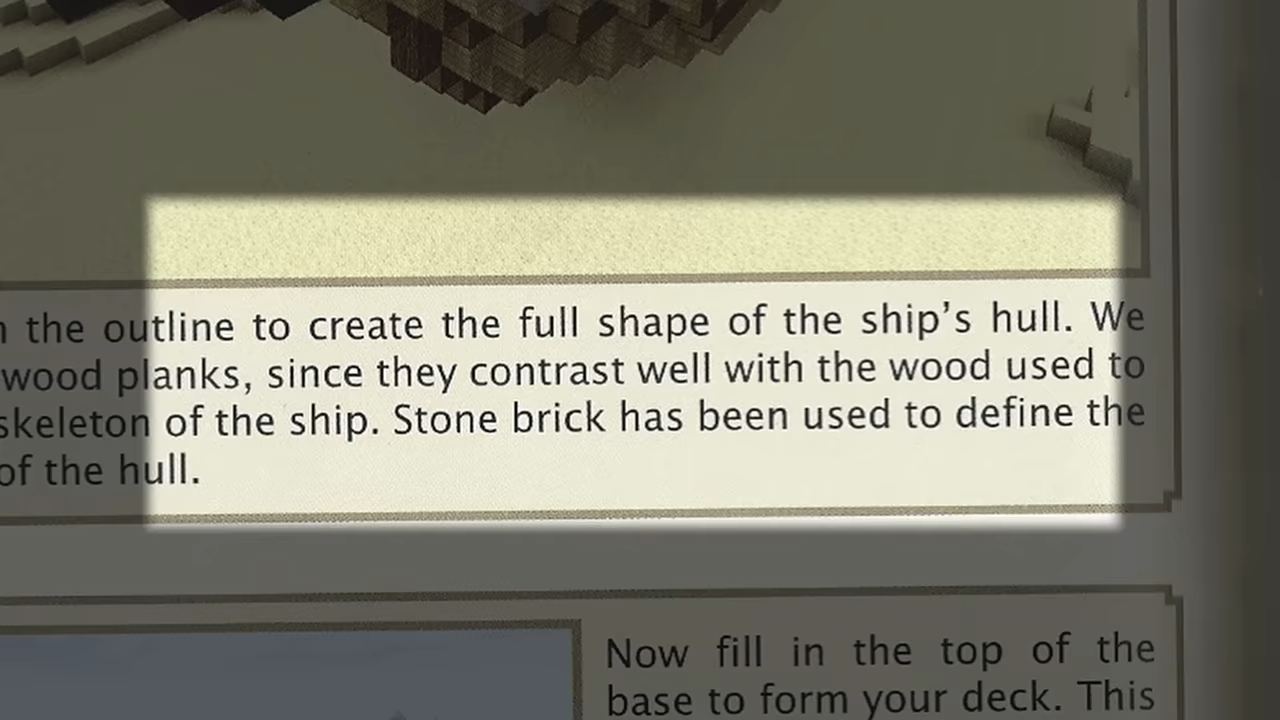 the outline to create the full shape of the ship’s hull. We
wood planks, since they contrast well with the wood used to
skeleton of the ship. Stone brick has been used to define the
of the hull.
Now fill in the top of the
base to form your deck. This